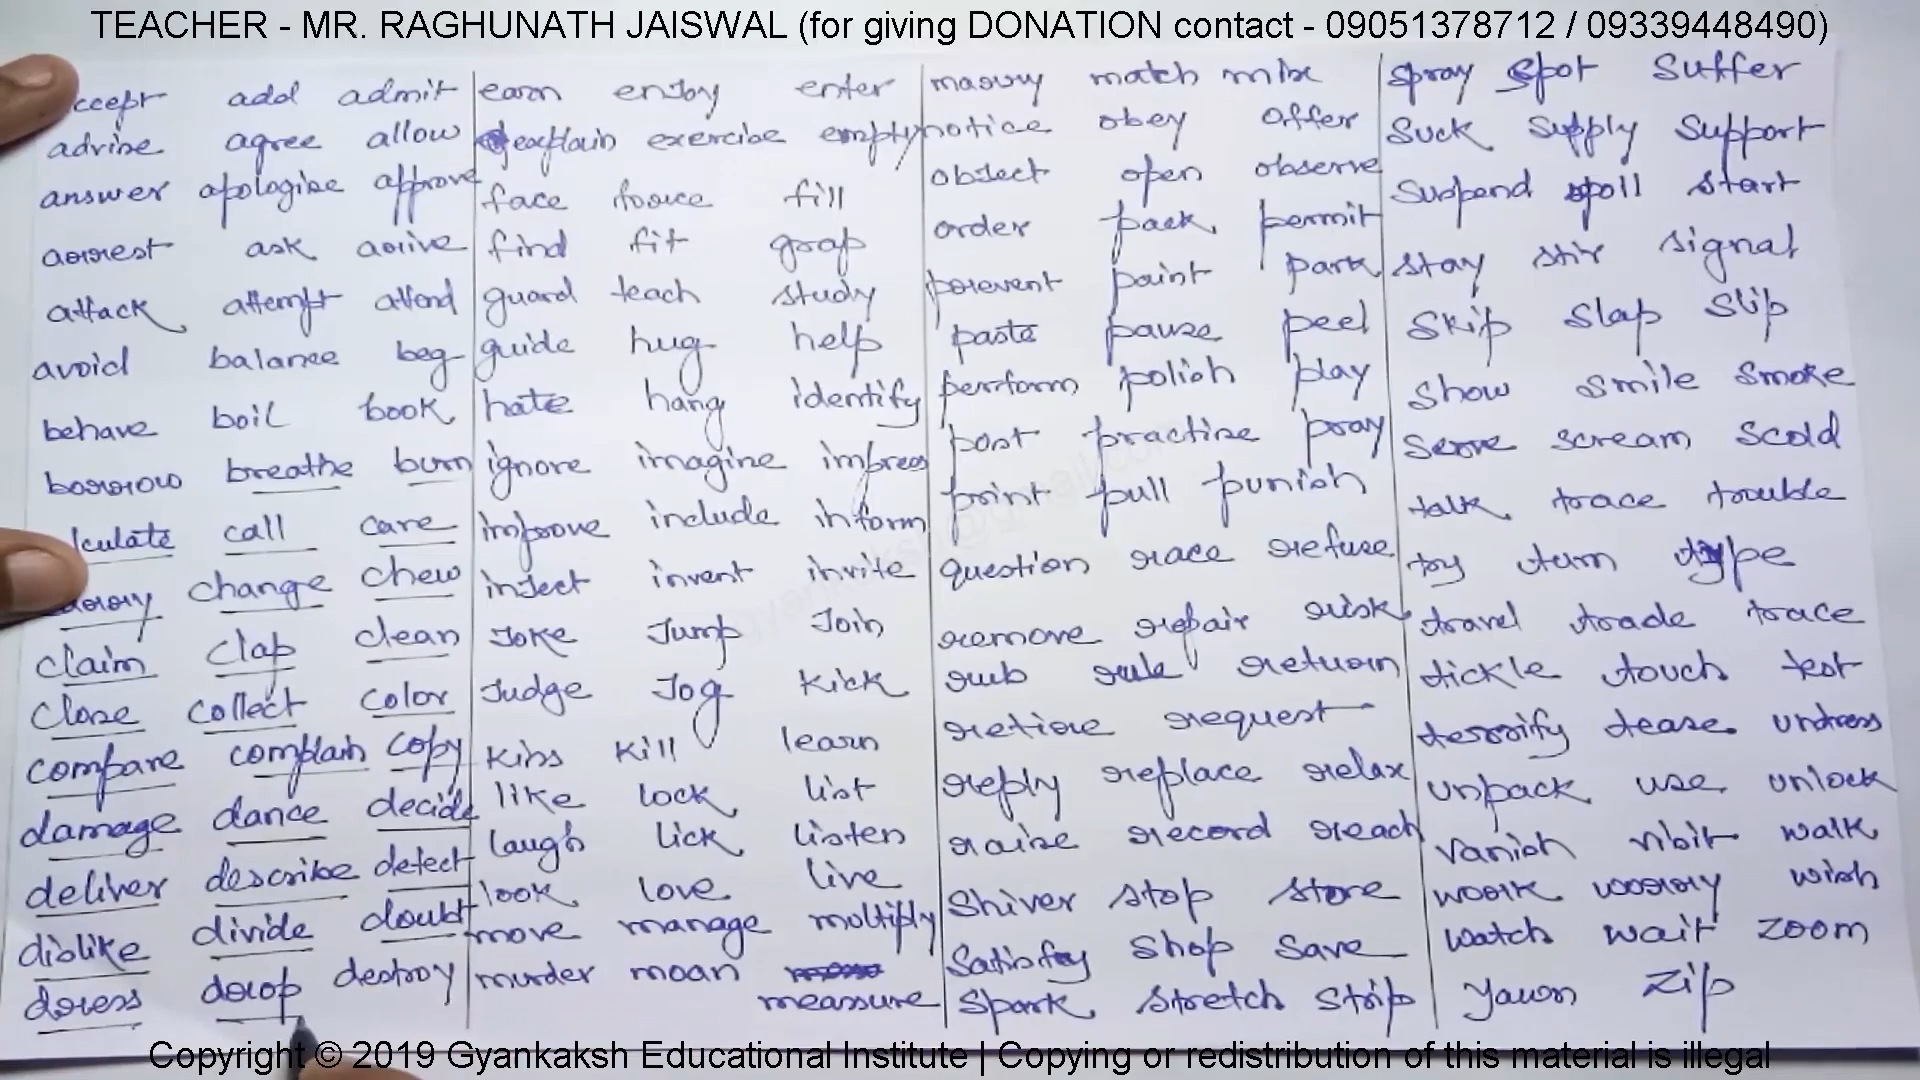 TEACHER - MR. RAGHUNATH JAISWAL (for giving DONATION contact - 09051378712 / 09339448490)
ccept add admit
advise agree allow
answer apologise approve
arrest ask arrive
attack attempt attend
avoid balance beg
behave boil book
borrow breathe burn
lculate call care
arry change chew
claim clap clean
close collect color
compare complain copy
damage dance decide
deliver describe detect
dislike divide doubt
dress drop destroy
earn enjoy enter
explain exercise empty
face force fill
find fit grap
guard teach study
guide hug help
hate hang identify
ignore imagine impress
improve include inform
inject invent invite
Joke Jump Join
Judge Jog kick
kiss kill learn
like lock list
laugh lick listen
look love live
move manage moltiply
murder moan
meassure
marry match mix
notice obey offer
object open observe
order pack permit
prevent paint park
paste pause peel
perform polish play
post practise pray
print pull punish
question race refuse
remove repair risk
rub rule return
retire request
reply replace relax
raise record reach
Shiver stop store
Satisfy shop save
Spark stretch strip
spray spot suffer
suck supply support
suspend spoll start
stay stir signal
skip slap slip
show smile smoke
serve scream scold
talk trace trouble
try turn type
travel trade trace
tickle touch test
terrify tease undress
unpack use unlock
vanish visit walk
work worry wish
watch wait zoom
yawn zip
Copyright © 2019 Gyankaksh Educational Institute | Copying or redistribution of this material is illegal